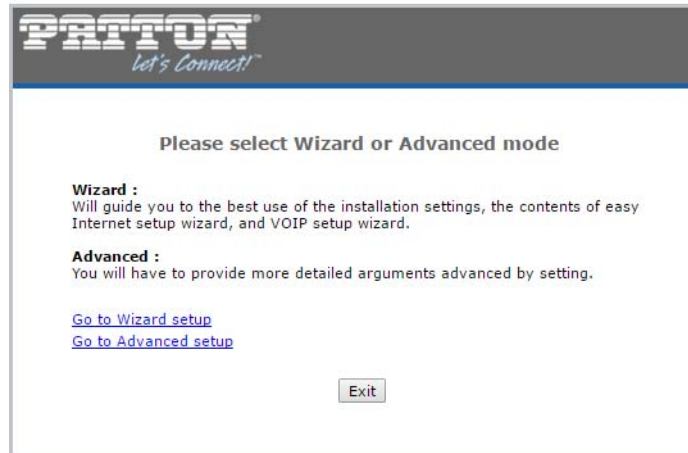 PATTON®
Let's Connect!™
Please select Wizard or Advanced mode
Wizard :
Will guide you to the best use of the installation settings, the contents of easy
Internet setup wizard, and VOIP setup wizard.
Advanced :
You will have to provide more detailed arguments advanced by setting.
Go to Wizard setup
Go to Advanced setup
Exit